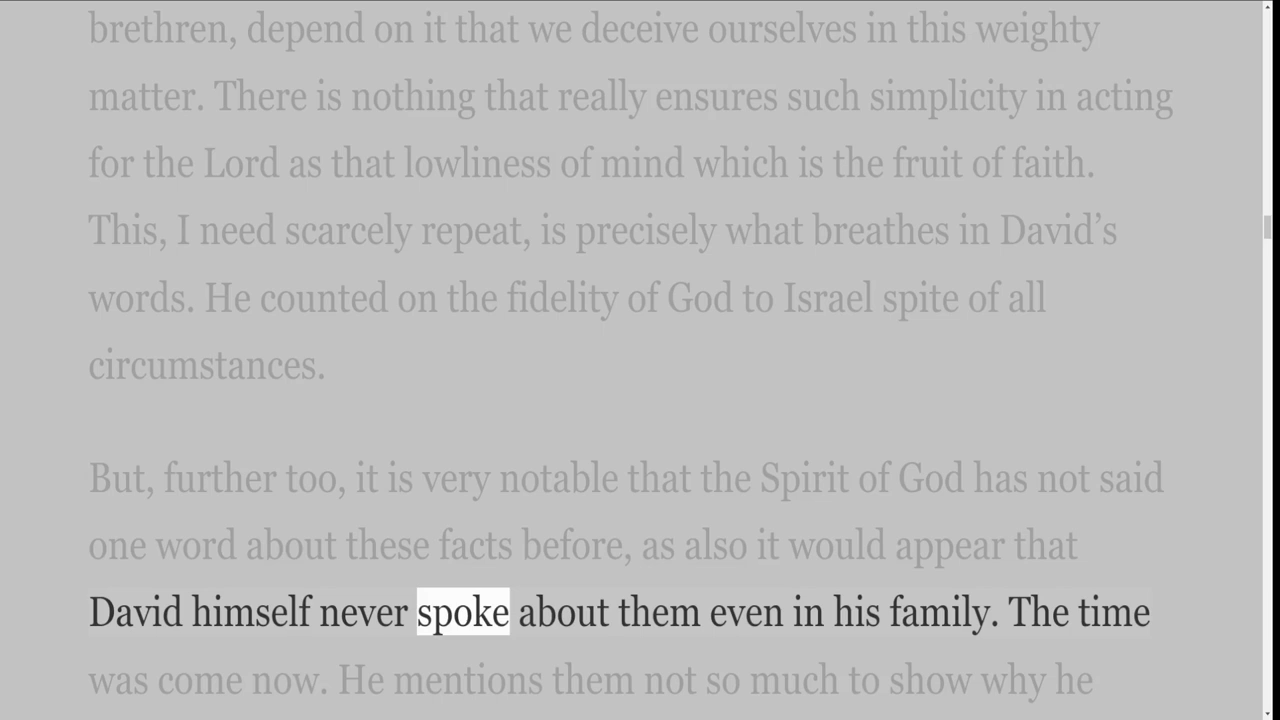 brethren, depend on it that we deceive ourselves in this weighty
matter. There is nothing that really ensures such simplicity in acting
for the Lord as that lowliness of mind which is the fruit of faith.
This, I need scarcely repeat, is precisely what breathes in David’s
words. He counted on the fidelity of God to Israel spite of all
circumstances.
But, further too, it is very notable that the Spirit of God has not said
one word about these facts before, as also it would appear that
David himself never spoke about them even in his family. The time
was come now. He mentions them not so much to show why he